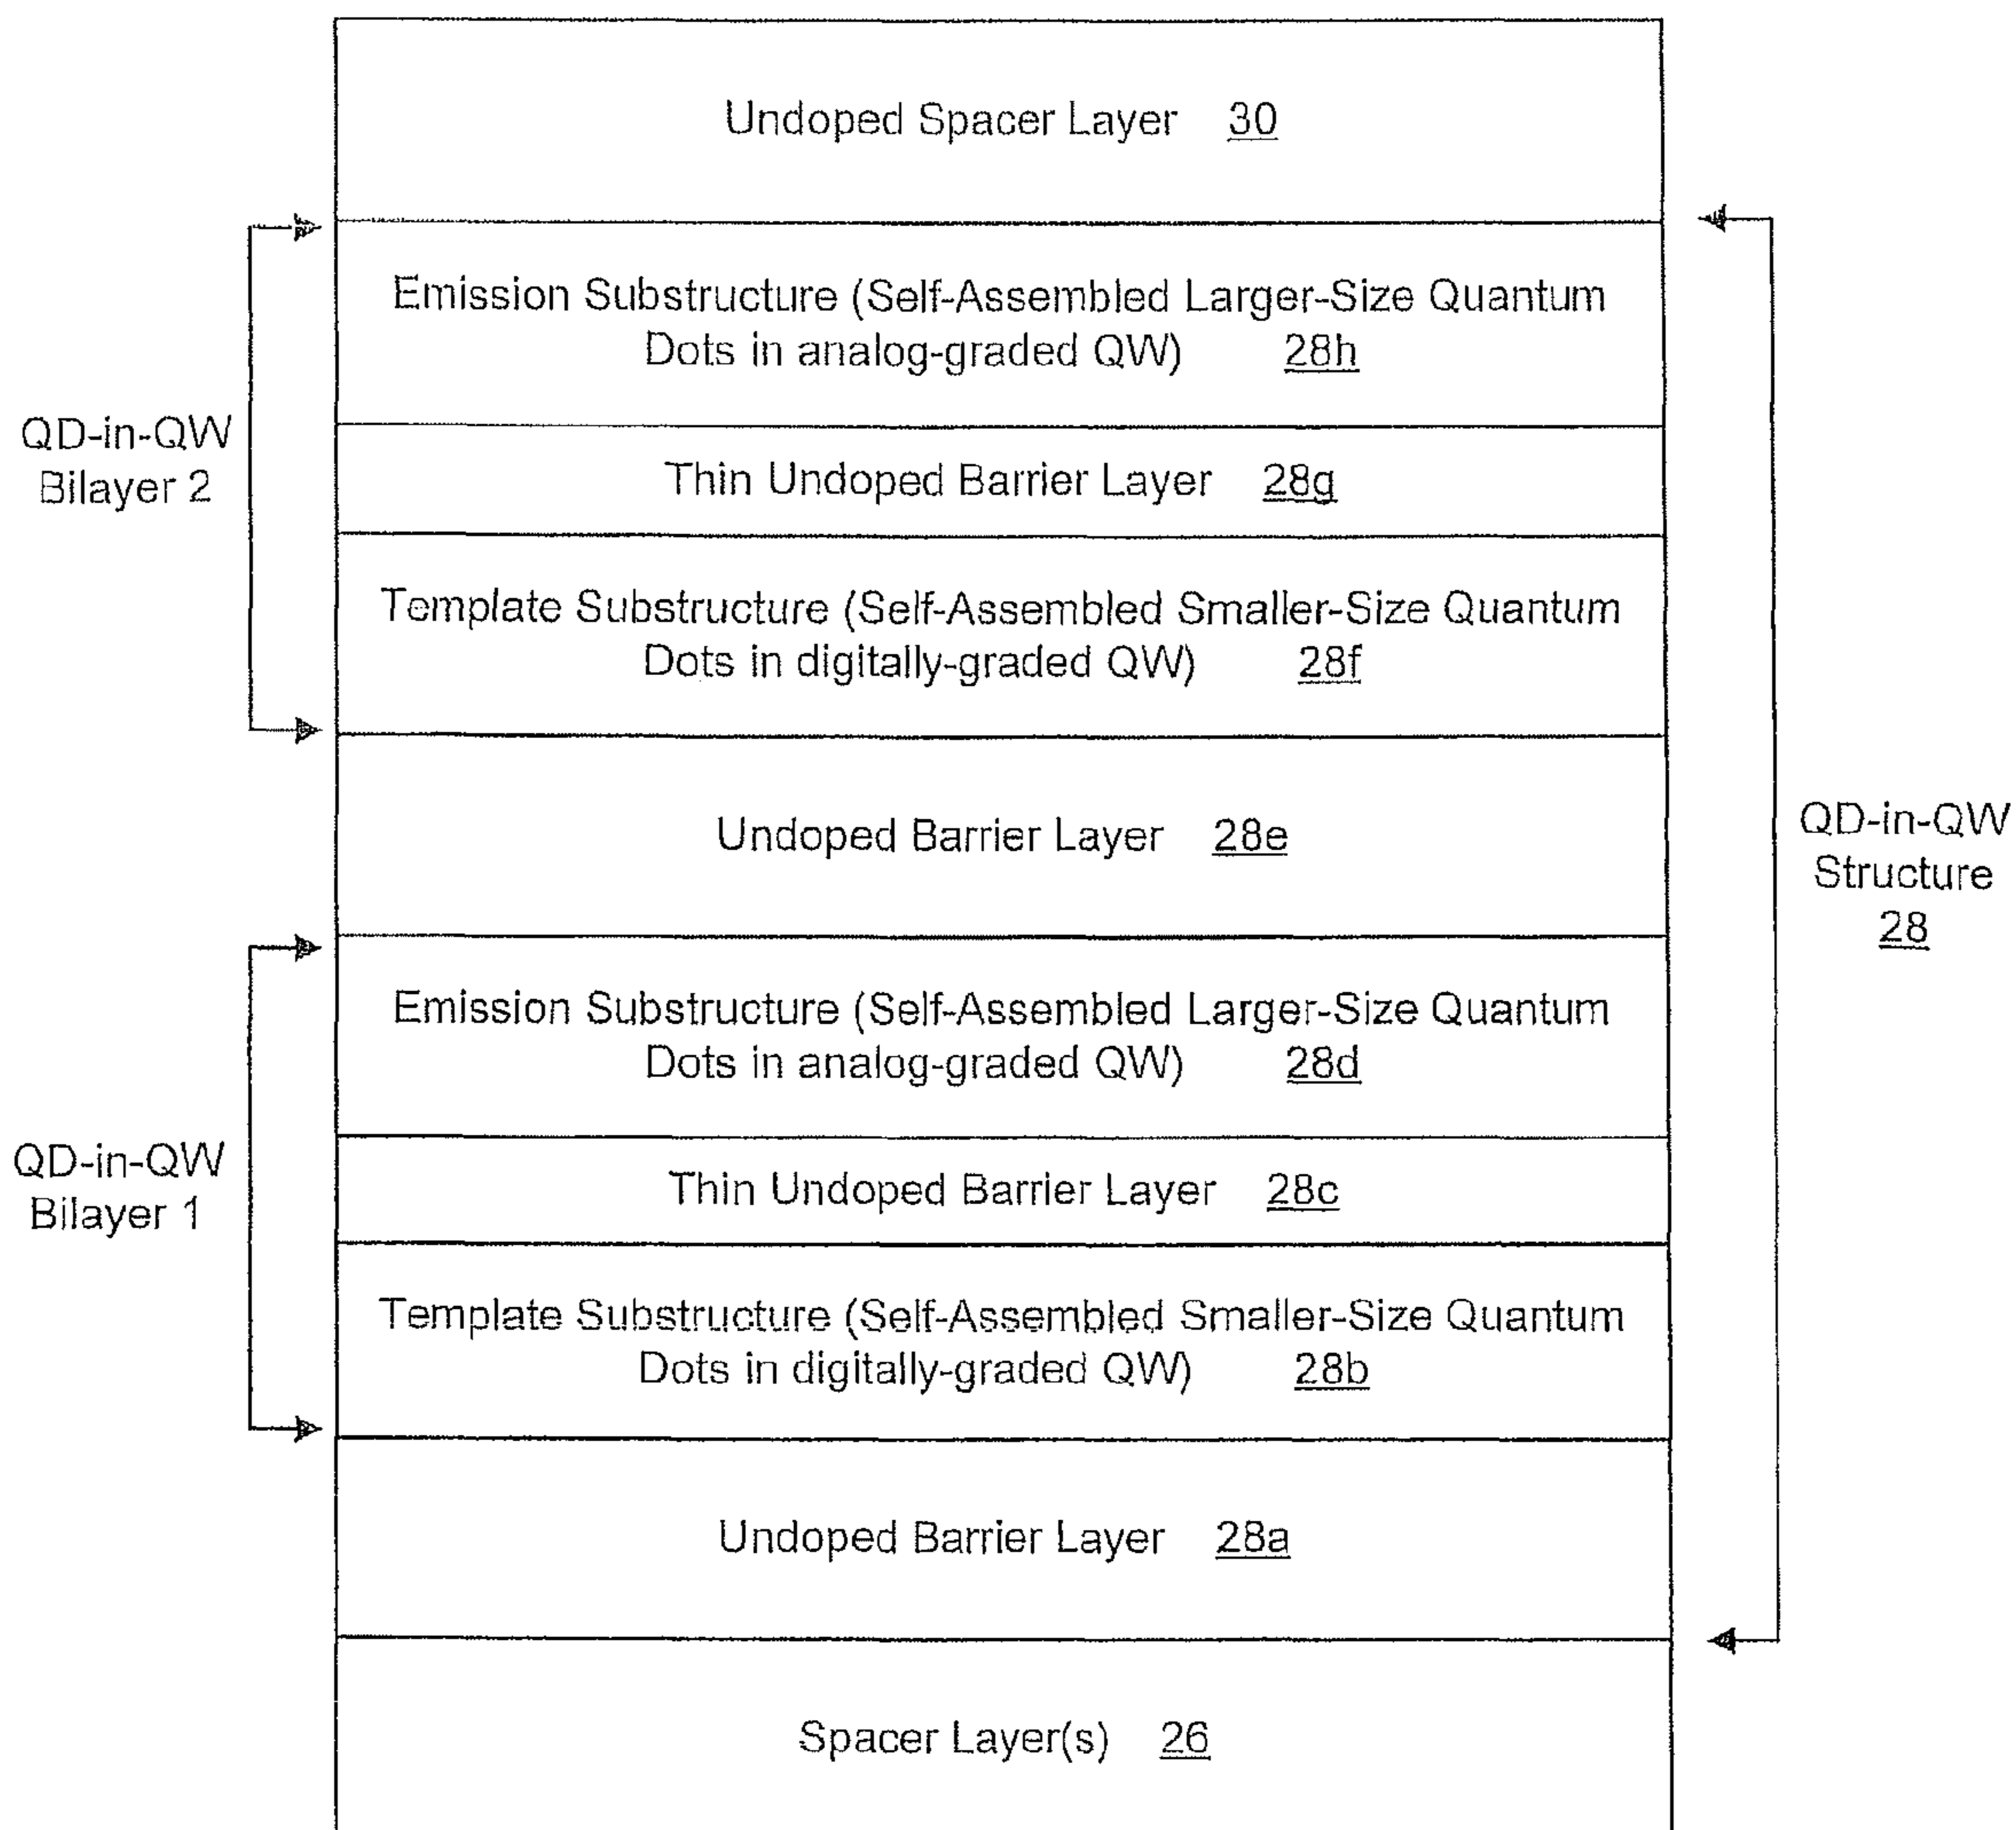 Undoped Spacer Layer 30
Emission Substructure (Self-Assembled Larger-Size Quantum
Dots in analog-graded QW) 28h
Thin Undoped Barrier Layer 28g
QD-in-QW
Bilayer 2
Template Substructure (Self-Assembled Smaller-Size Quantum
Dots in digitally-graded QW) 28f
Undoped Barrier Layer 28e
QD-in-QW
Structure
28
Emission Substructure (Self-Assembled Larger-Size Quantum
Dots in analog-graded QW) 28d
Thin Undoped Barrier Layer 28c
QD-in-QW
Bilayer 1
Template Substructure (Self-Assembled Smaller-Size Quantum
Dots in digitally-graded QW) 28b
Undoped Barrier Layer 28a
Spacer Layer(s) 26